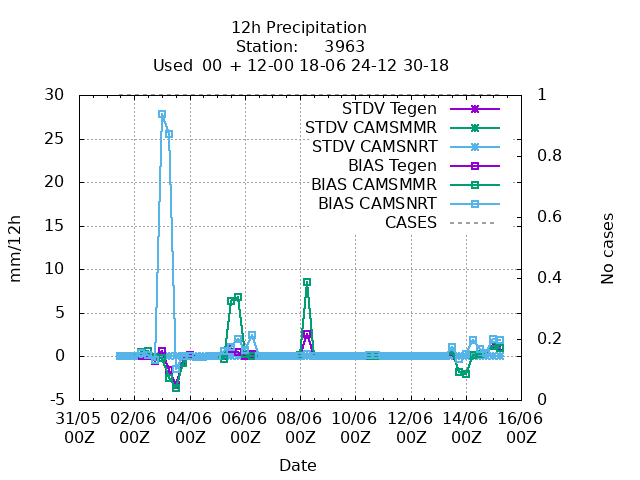 12h Precipitation
Station: 3963
Used 00 + 12-00 18-06 24-12 30-18
30 1
25
20 0.8
15 0.6
10 0.4
5 0.2
0
-5 0
mm/12h
No cases
STDV Tegen
STDV CAMSMMR
STDV CAMSNRT
BIAS Tegen
BIAS CAMSMMR
BIAS CAMSNRT
CASES
31/05 02/06 04/06 06/06 08/06 10/06 12/06 14/06 16/06
00Z 00Z 00Z 00Z 00Z 00Z 00Z 00Z 00Z
Date